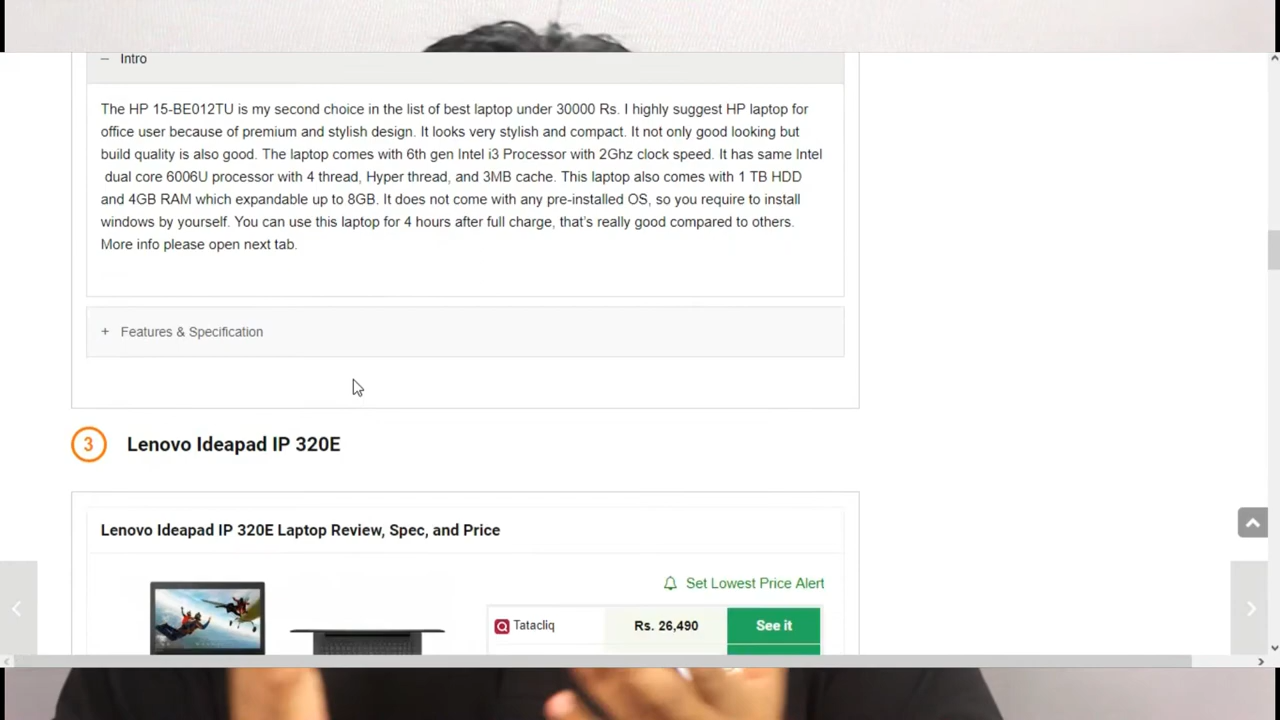 Intro
The HP 15-BE012TU is my second choice in the list of best laptop under 30000 Rs. I highly suggest HP laptop for
office user because of premium and stylish design. It looks very stylish and compact. It not only good looking but
build quality is also good. The laptop comes with 6th gen Intel i3 Processor with 2Ghz clock speed. It has same Intel
dual core 6006U processor with 4 thread, Hyper thread, and 3MB cache. This laptop also comes with 1 TB HDD
and 4GB RAM which expandable up to 8GB. It does not come with any pre-installed OS, so you require to install
windows by yourself. You can use this laptop for 4 hours after full charge, that's really good compared to others.
More info please open next tab.
+ Features & Specification
3 Lenovo Ideapad IP 320E
Lenovo Ideapad IP 320E Laptop Review, Spec, and Price
Set Lowest Price Alert
Tatacliq Rs. 26,490 See it